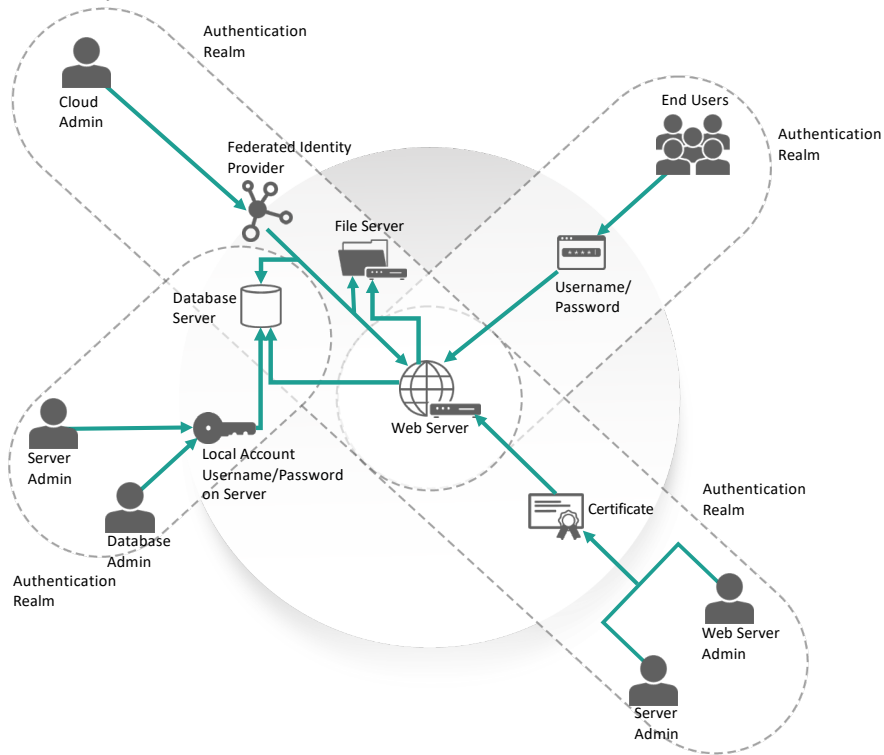 Authentication
Realm
Cloud
Admin
End Users
Authentication
Realm
Federated Identity
Provider
File Server
Username/
Password
Database
Server
Web Server
Server
Admin
Local Account
Username/Password
on Server
Database
Admin
Authentication
Realm
Certificate
Authentication
Realm
Web Server
Admin
Server
Admin